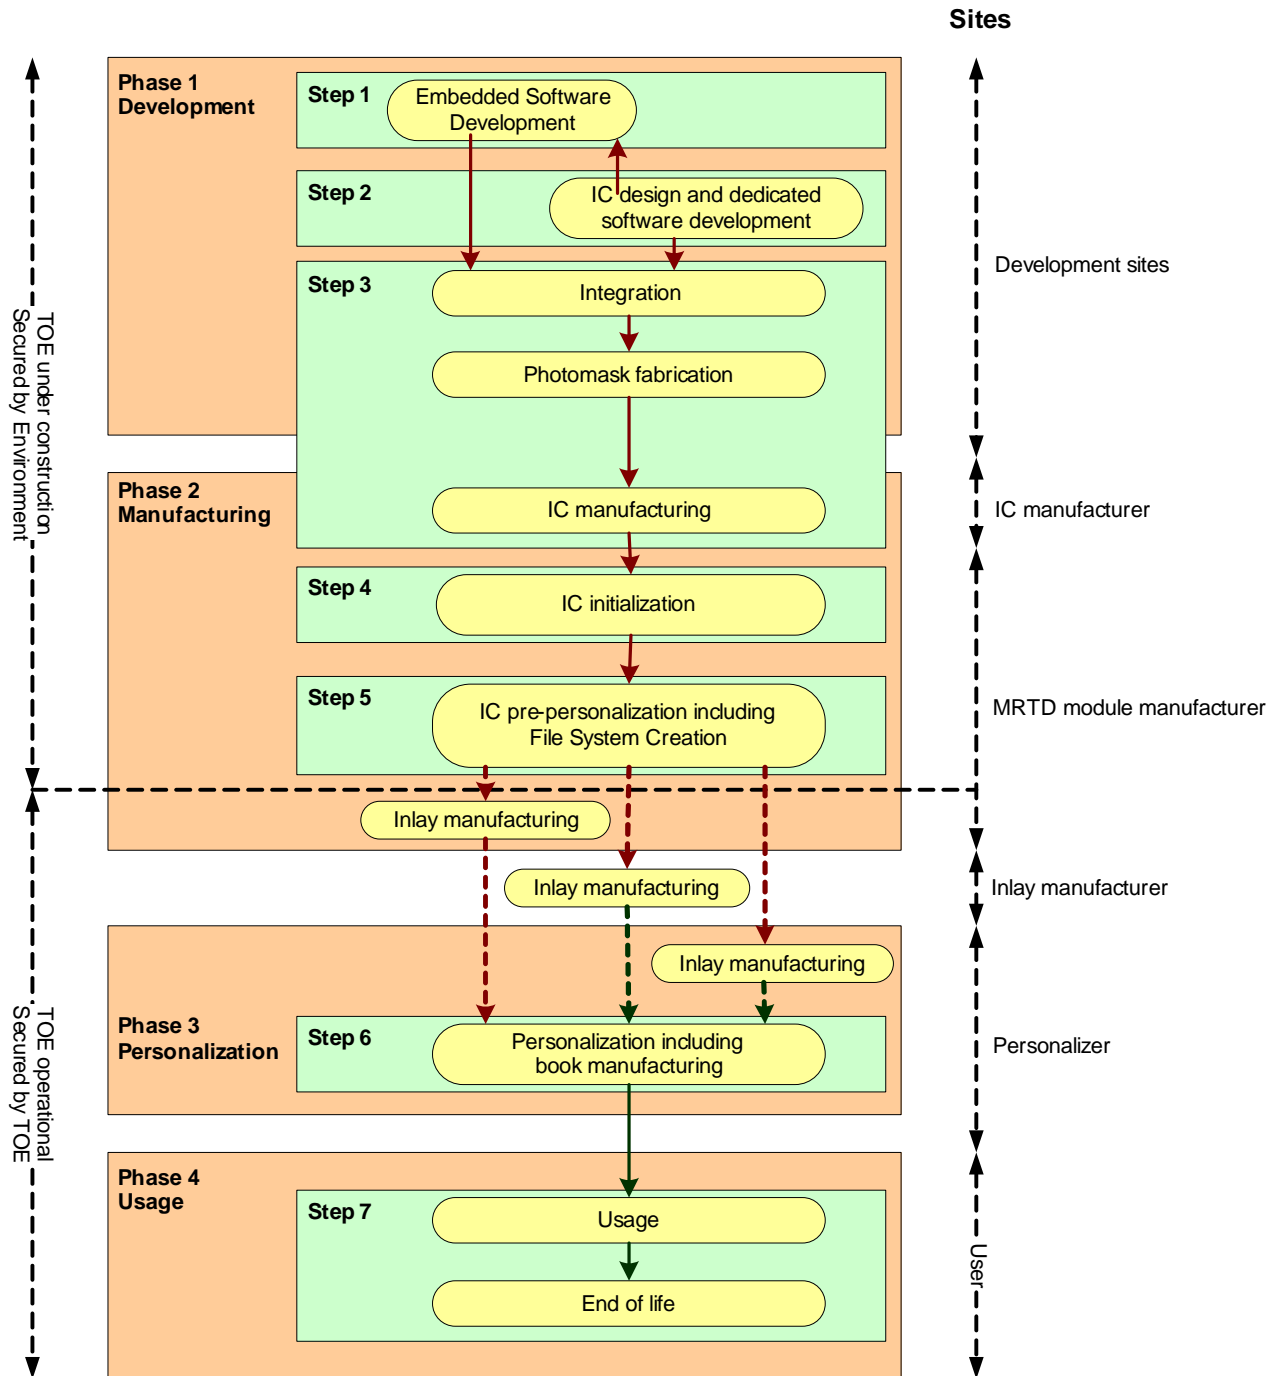 Sites
Phase 1
Development
Step 1
Embedded Software
Development
Step 2
IC design and dedicated
software development
Step 3
Integration
Development sites
Photomask fabrication
TOE under construction
Secured by Environment
Phase 2
Manufacturing
IC manufacturing
IC manufacturer
Step 4
IC initialization
Step 5
IC pre-personalization including
File System Creation
MRTD module manufacturer
Inlay manufacturing
Inlay manufacturing
Inlay manufacturer
Inlay manufacturing
TOE operational
Secured by TOE
Phase 3
Personalization
Step 6
Personalization including
book manufacturing
Personalizer
Phase 4
Usage
Step 7
Usage
User
End of life